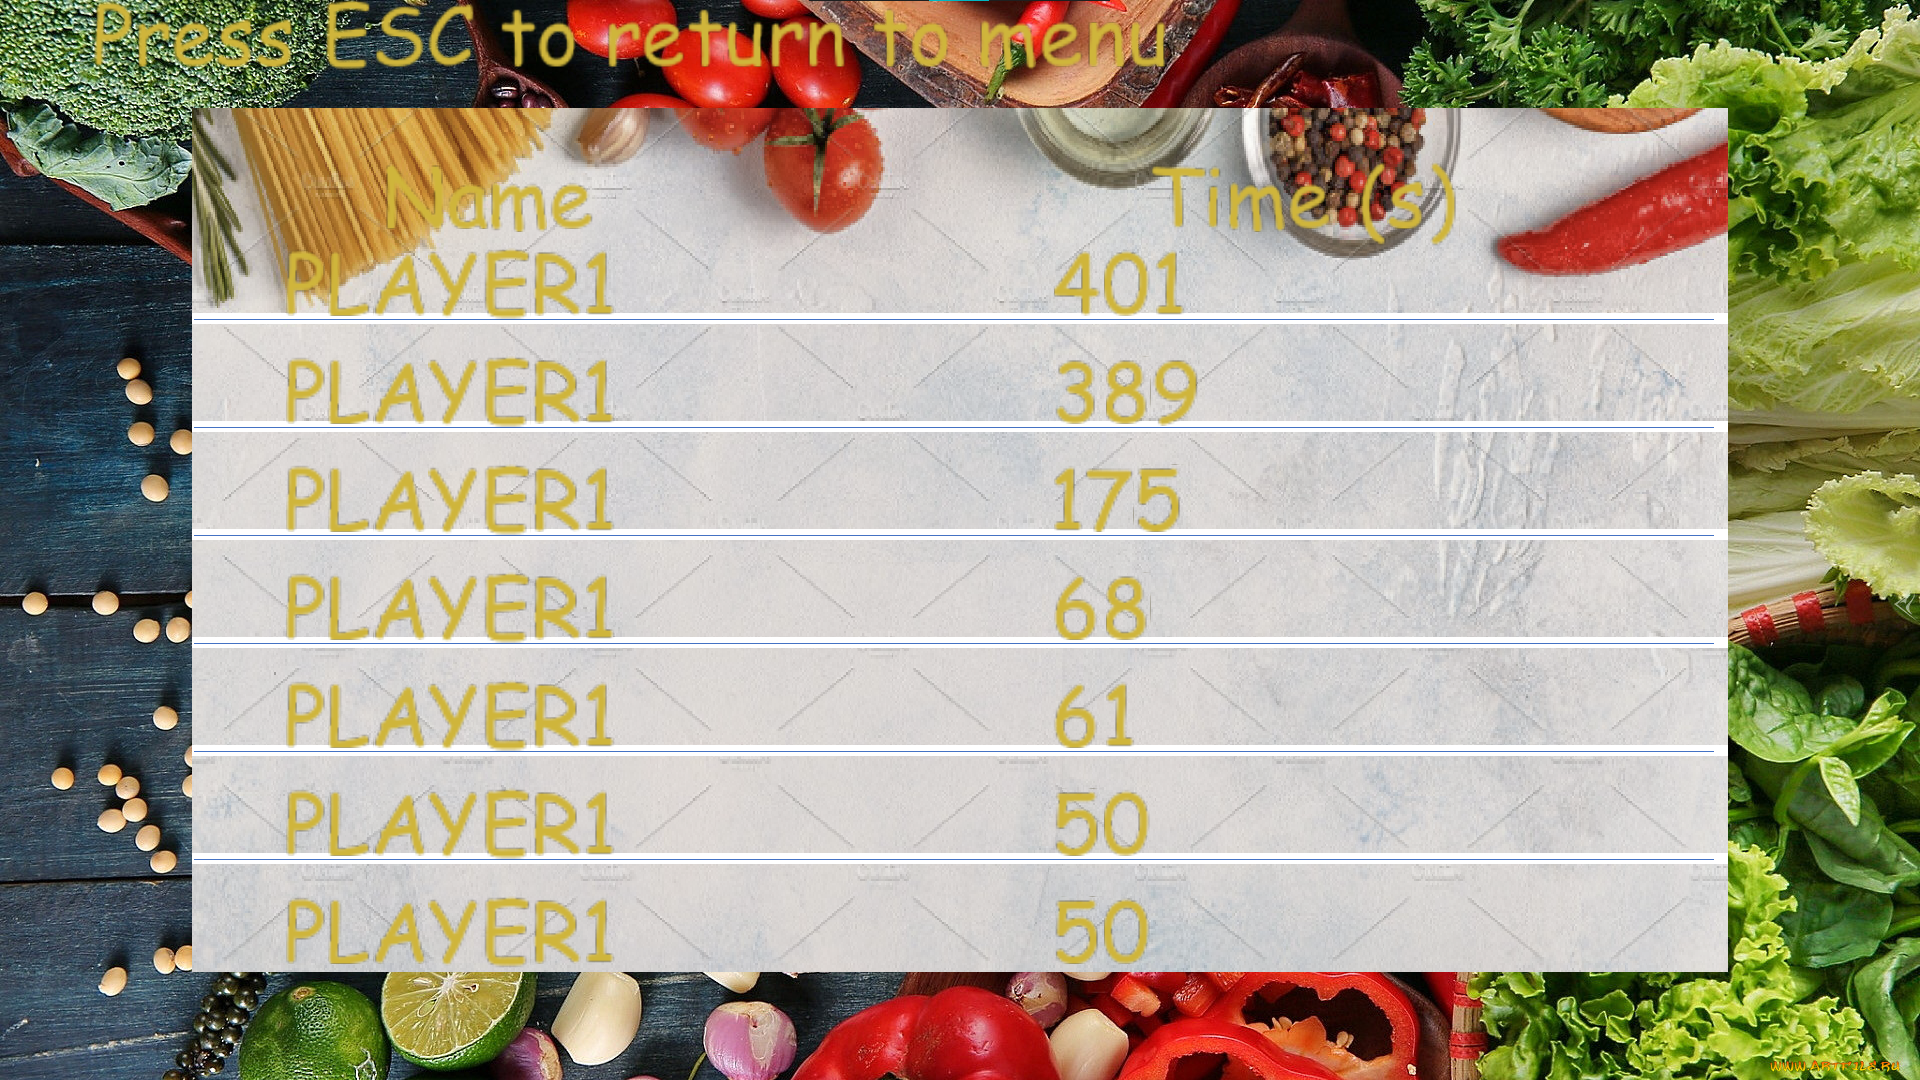 Press ESC to return to menu
Name Time (s)
PLAYER1 401
PLAYER1 389
PLAYER1 175
PLAYER1 68
PLAYER1 61
PLAYER1 50
PLAYER1 50